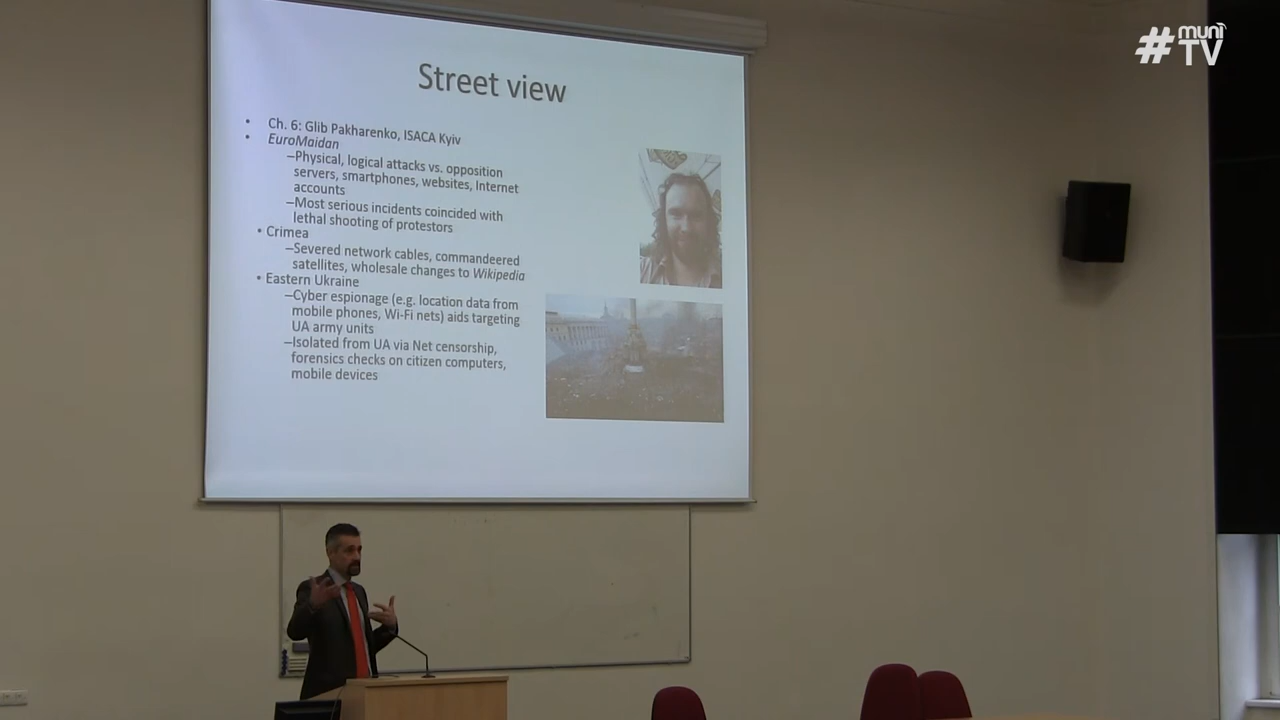 # muni TV
Street view
• Ch. 6: Glib Pakharenko, ISACA Kyiv
• EuroMaidan
–Physical, logical attacks vs. opposition
servers, smartphones, websites, Internet
accounts
–Most serious incidents coincided with
lethal shooting of protestors
• Crimea
–Severed network cables, commandeered
satellites, wholesale changes to Wikipedia
• Eastern Ukraine
–Cyber espionage (e.g. location data from
mobile phones, Wi-Fi nets) aids targeting
UA army units
–Isolated from UA via Net censorship,
forensics checks on citizen computers,
mobile devices